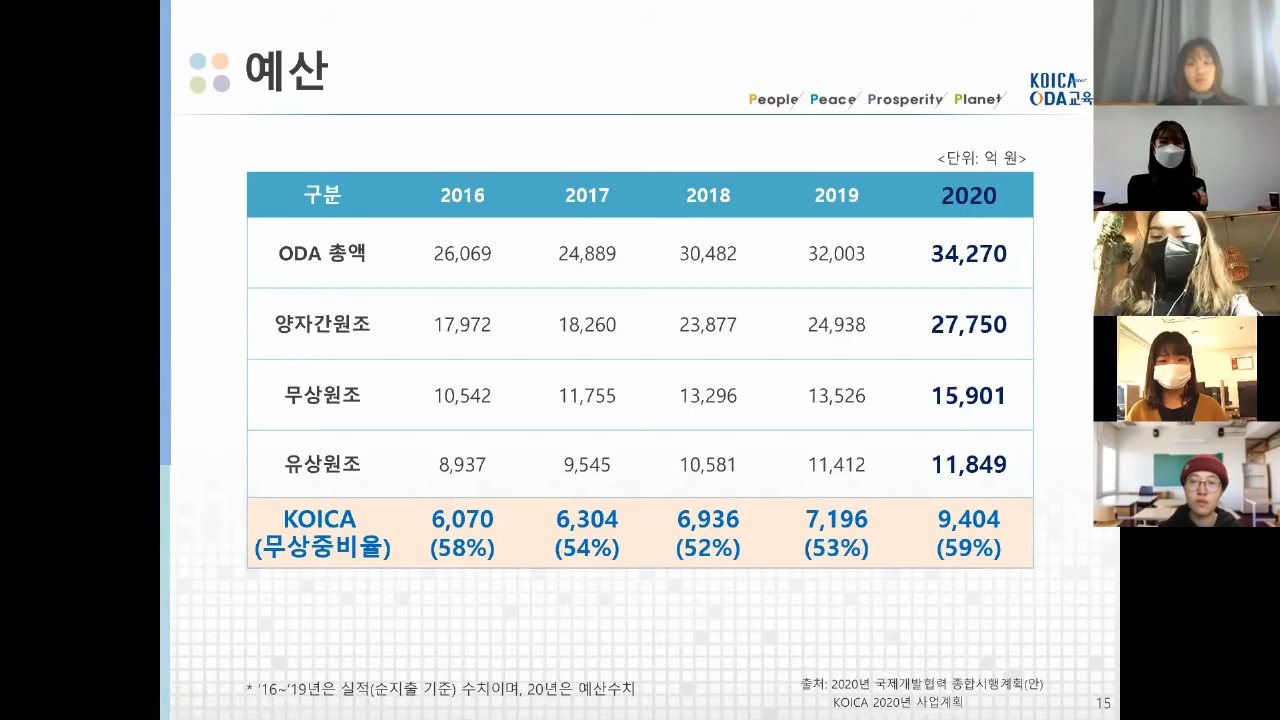 예산
People Peace Prosperity Planet
KOICA
ODA교육
<단위: 억 원>
구분 2016 2017 2018 2019 2020
ODA 총액 26,069 24,889 30,482 32,003 34,270
양자간원조 17,972 18,260 23,877 24,938 27,750
무상원조 10,542 11,755 13,296 13,526 15,901
유상원조 8,937 9,545 10,581 11,412 11,849
KOICA 6,070 6,304 6,936 7,196 9,404
(무상중비율) (58%) (54%) (52%) (53%) (59%)
* '16~'19년은 실적(순지출 기준) 수치이며, 20년은 예산수치
출처: 2020년 국제개발협력 종합시행계획(안)
KOICA 2020년 사업계획
15